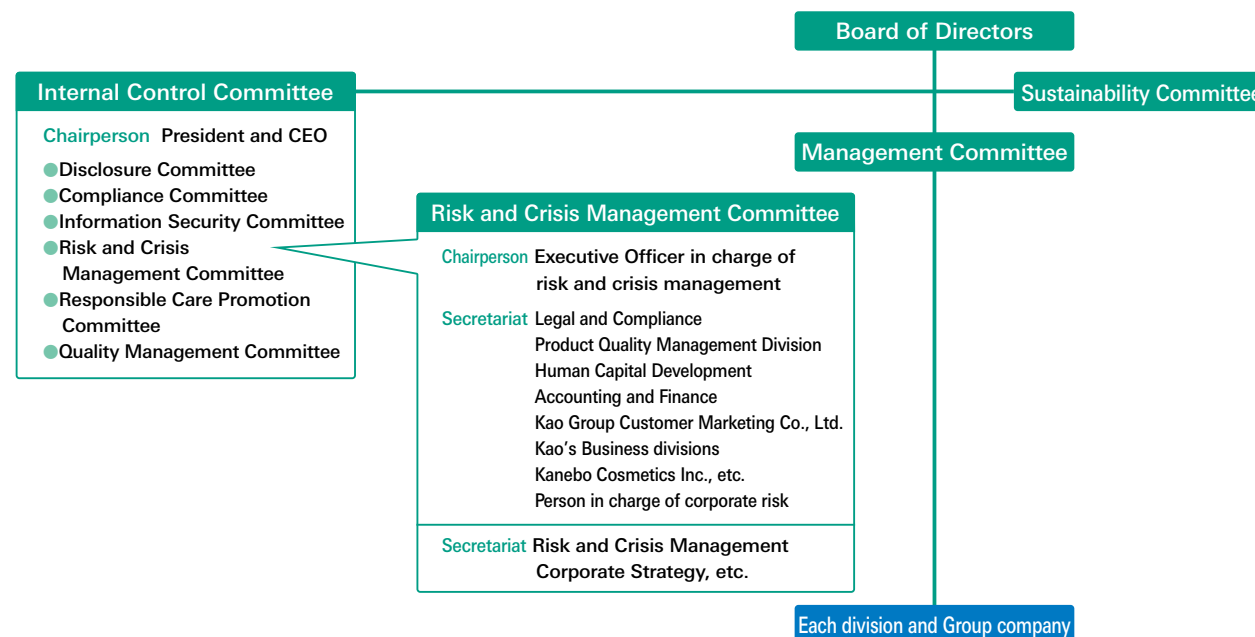 Board of Directors
Internal Control Committee
Sustainability Committee
Chairperson President and CEO
Disclosure Committee
Compliance Committee
Information Security Committee
Risk and Crisis
Management Committee
Responsible Care Promotion
Committee
Quality Management Committee
Management Committee
Risk and Crisis Management Committee
Chairperson Executive Officer in charge of
risk and crisis management
Secretariat Legal and Compliance
Product Quality Management Division
Human Capital Development
Accounting and Finance
Kao Group Customer Marketing Co., Ltd.
Kao’s Business divisions
Kanebo Cosmetics Inc., etc.
Person in charge of corporate risk
Secretariat Risk and Crisis Management
Corporate Strategy, etc.
Each division and Group company